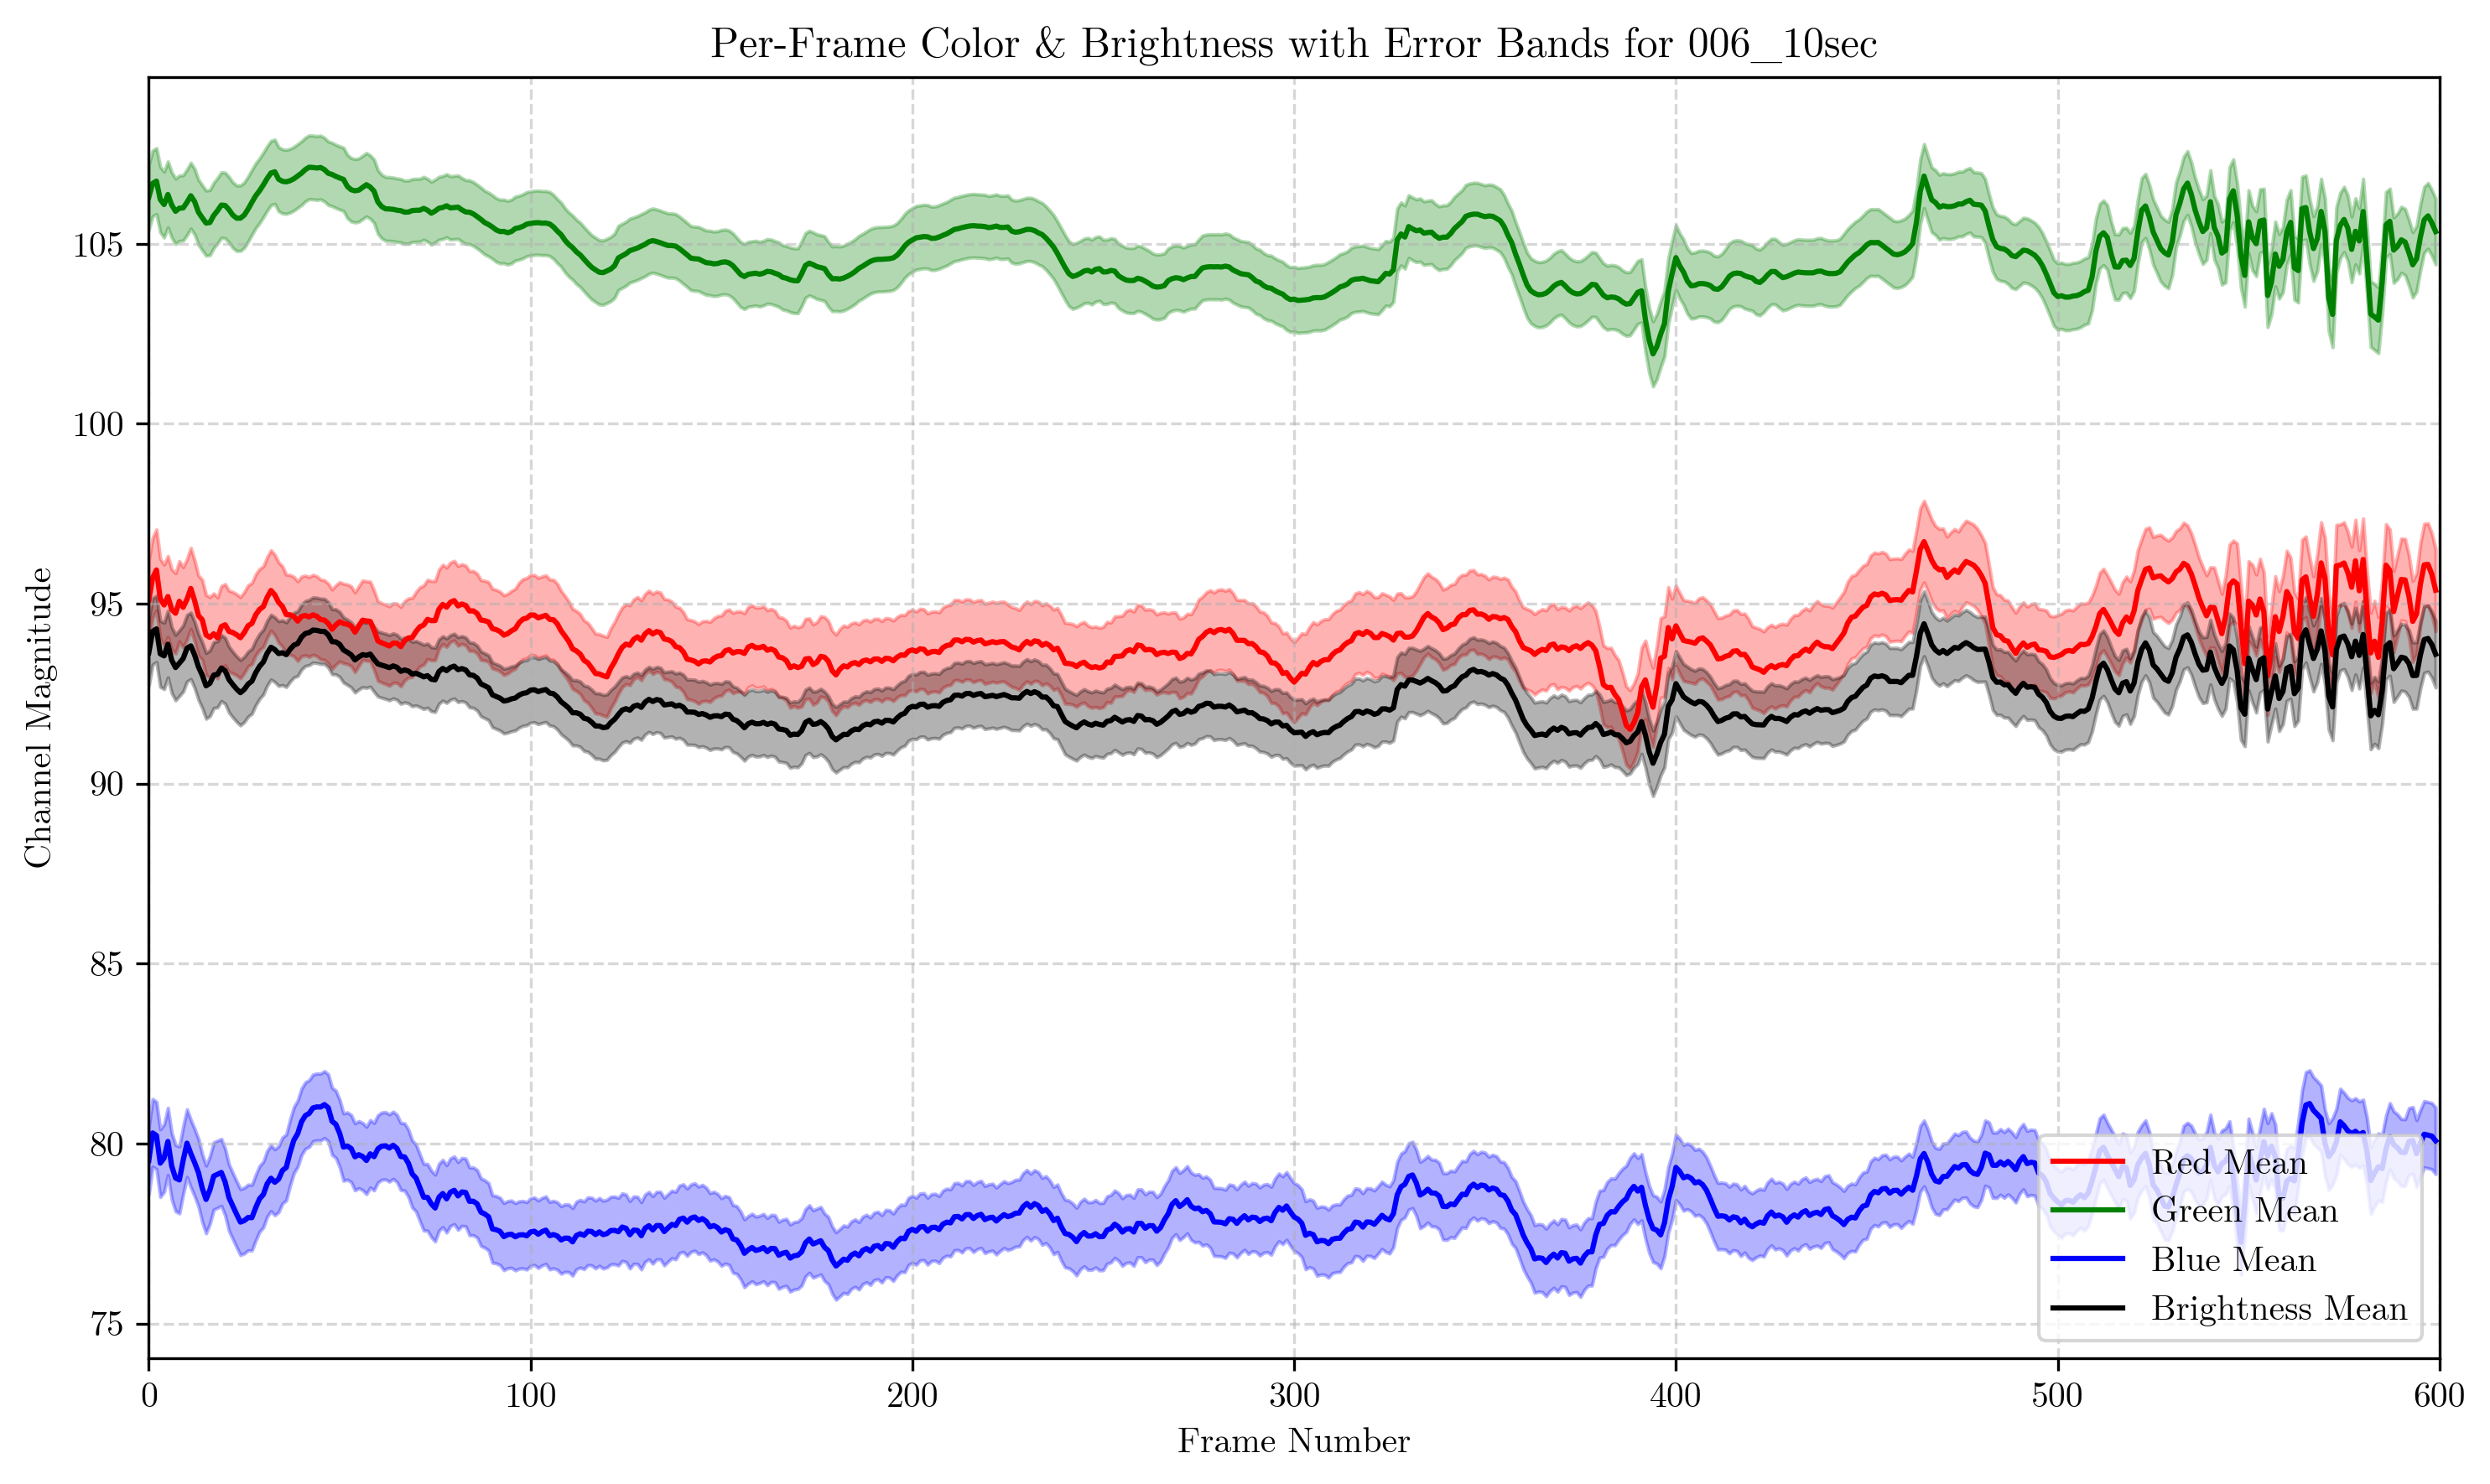 Per-Frame Color & Brightness with Error Bands for 006_10sec
Channel Magnitude
105
100
95
90
85
80
75
0 100 200 300 400 500 600
Frame Number
Red Mean
Green Mean
Blue Mean
Brightness Mean